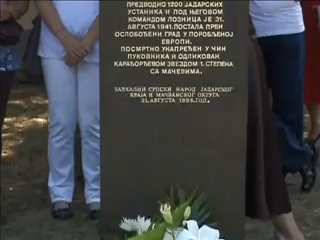 ПРЕДВОДИО 1200 ЈАДАРСКИХ
УСТАНИКА И ПОД ЊЕГОВОМ
КОМАНДОМ ЛОЗНИЦА ЈЕ 31.
АВГУСТА 1941. ПОСТАЛА ПРВИ
ОСЛОБОЂЕНИ ГРАД У ПОРОБЉЕНОЈ
ЕВРОПИ.
ПОСМРТНО УНАПРЕЂЕН У ЧИН
ПУКОВНИКА И ОДЛИКОВАН
КАРАЂОРЂЕВОМ ЗВЕЗДОМ 1. СТЕПЕНА
СА МАЧЕВИМА.
ЗАХВАЛНИ СРПСКИ НАРОД ЈАДАРСКОГ
КРАЈА И МАЧВАНСКОГ ОКРУГА
31. АВГУСТА 1996. ГОД.